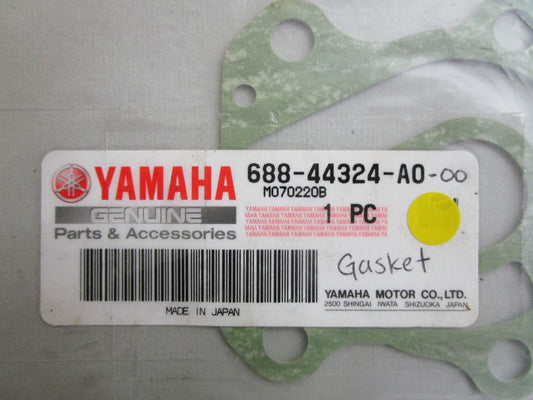 YAMAHA 688-44324-A0-00
M070220B
GENUINE
Parts & Accessories
1 PC
Gasket
YAMAHA MOTOR CO., LTD.
2500 SHINGAI IWATA SHIZUOKA JAPAN
MADE IN JAPAN